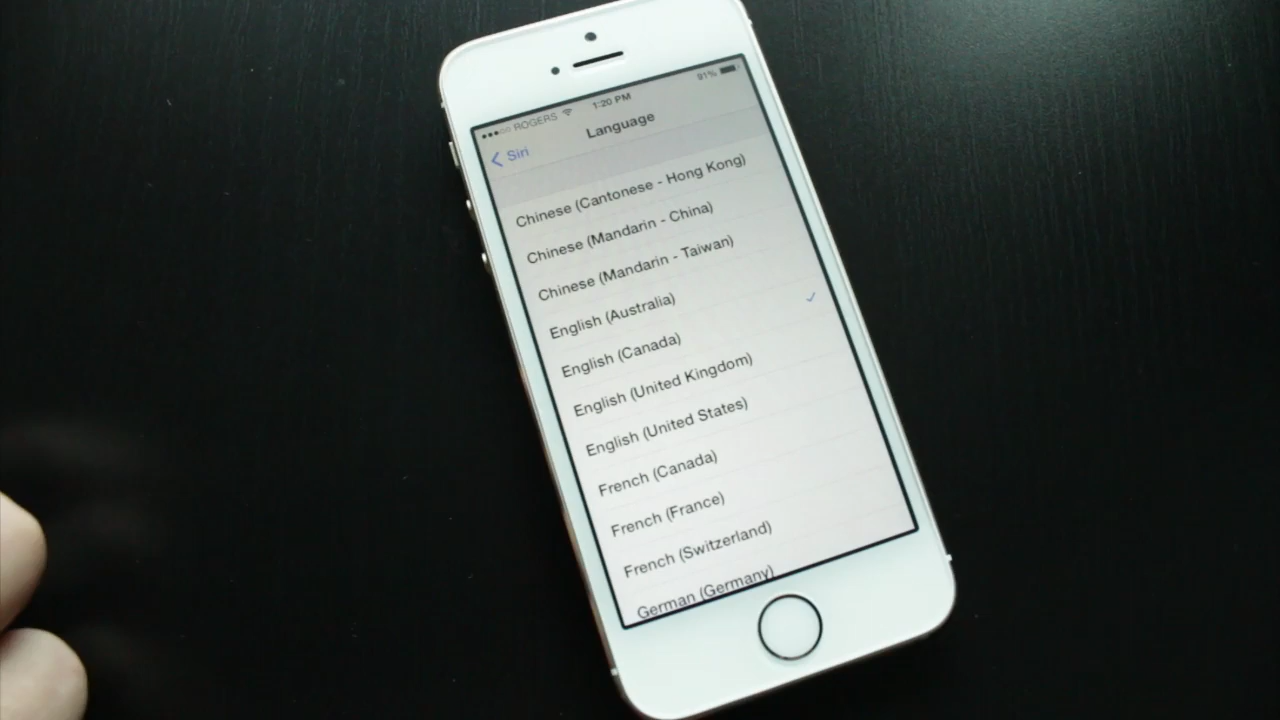 ROGERS 1:20 PM 91%
Siri Language
Chinese (Cantonese - Hong Kong)
Chinese (Mandarin - China)
Chinese (Mandarin - Taiwan)
English (Australia)
English (Canada)
English (United Kingdom)
English (United States)
French (Canada)
French (France)
French (Switzerland)
German (Germany)